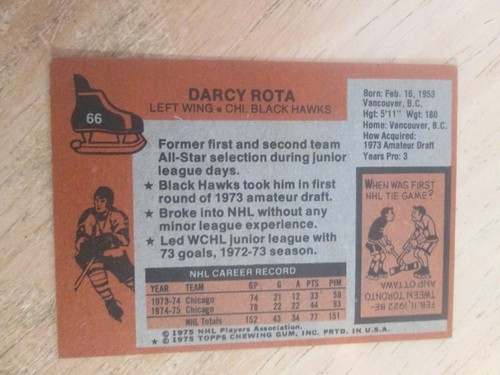 66
DARCY ROTA
LEFT WING • CHI. BLACK HAWKS
Former first and second team
All-Star selection during junior
league days.
★ Black Hawks took him in first
round of 1973 amateur draft.
★ Broke into NHL without any
minor league experience.
★ Led WCHL junior league with
73 goals, 1972-73 season.
NHL CAREER RECORD
YEAR TEAM GP G A PTS PIM
1973-74 Chicago 74 21 12 33 58
1974-75 Chicago 78 22 22 44 93
NHL Totals 152 43 34 77 151
© 1975 NHL Players Association.
★ © 1975 TOPPS CHEWING GUM, INC. PRTD. IN U.S.A.
Born: Feb. 16, 1953
Vancouver, B.C.
Hgt: 5'11" Wgt: 180
Home: Vancouver, B.C.
How Acquired:
1973 Amateur Draft
Years Pro: 3
WHEN WAS FIRST
NHL TIE GAME?
FEB. 11, 1922 BE-
TWEEN TORONTO
AND OTTAWA